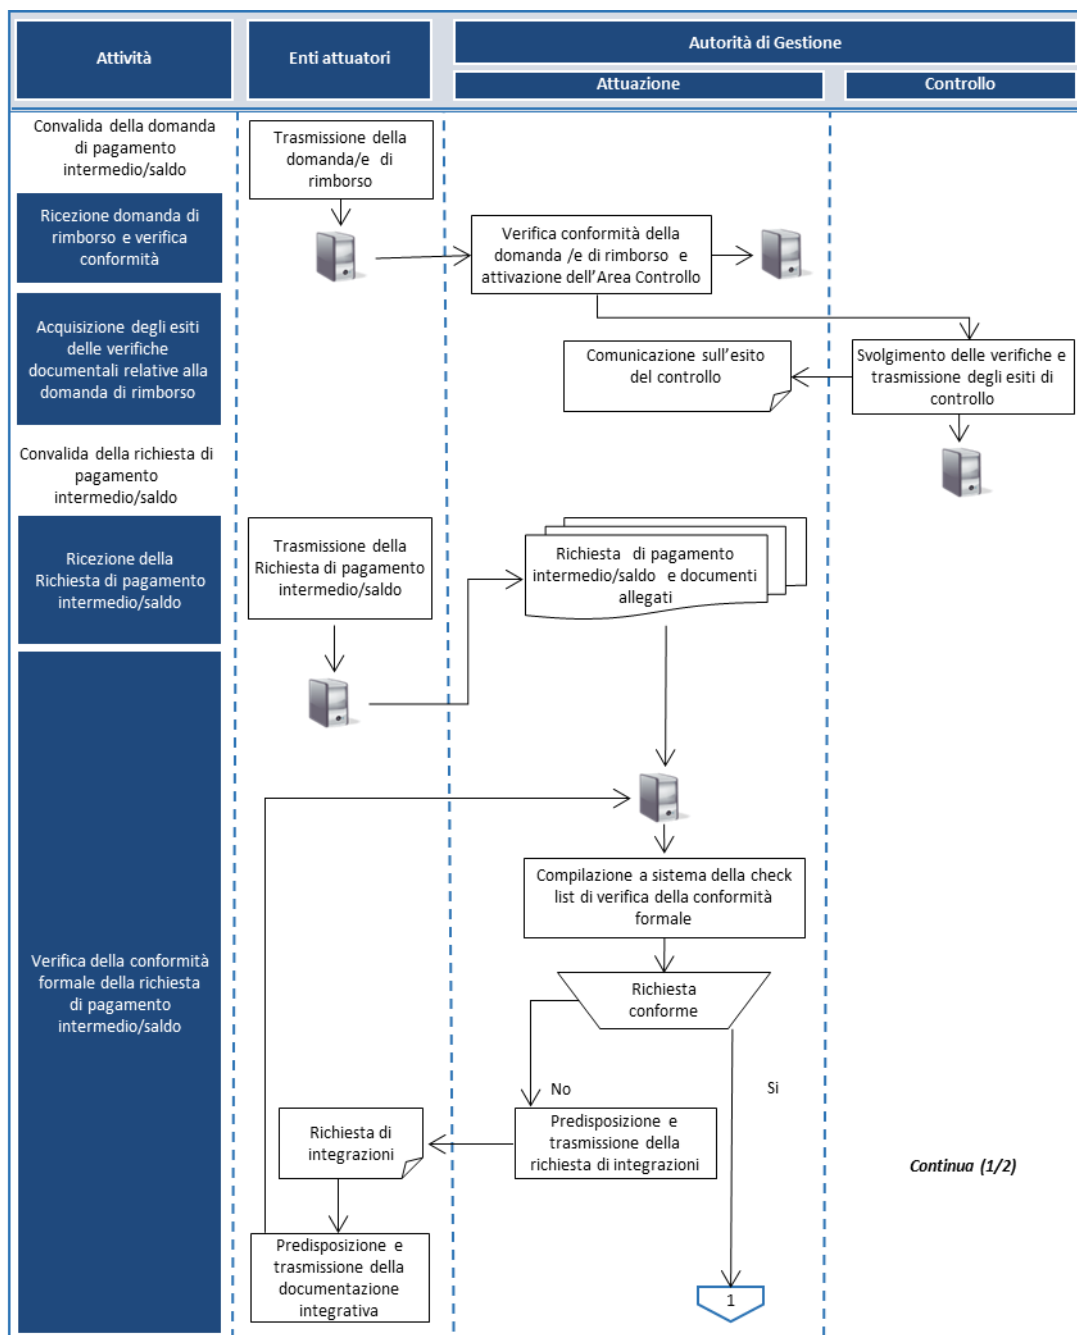 Attività
Enti attuatori
Autorità di Gestione
Attuazione
Controllo
Convalida della domanda
di pagamento
intermedio/saldo
Trasmissione della
domanda/e di
rimborso
Ricezione domanda di
rimborso e verifica
conformità
Verifica conformità della
domanda /e di rimborso e
attivazione dell'Area Controllo
Acquisizione degli esiti
delle verifiche
documentali relative alla
domanda di rimborso
Comunicazione sull'esito
del controllo
Svolgimento delle verifiche e
trasmissione degli esiti di
controllo
Convalida della richiesta di
pagamento
intermedio/saldo
Ricezione della
Richiesta di pagamento
intermedio/saldo
Trasmissione della
Richiesta di pagamento
intermedio/saldo
Richiesta di pagamento
intermedio/saldo e documenti
allegati
Compilazione a sistema della check
list di verifica della conformità
formale
Verifica della conformità
formale della richiesta
di pagamento
intermedio/saldo
Richiesta
conforme
No
Si
Richiesta di
integrazioni
Predisposizione e
trasmissione della
richiesta di integrazioni
Continua (1/2)
Predisposizione e
trasmissione della
documentazione
integrativa
1